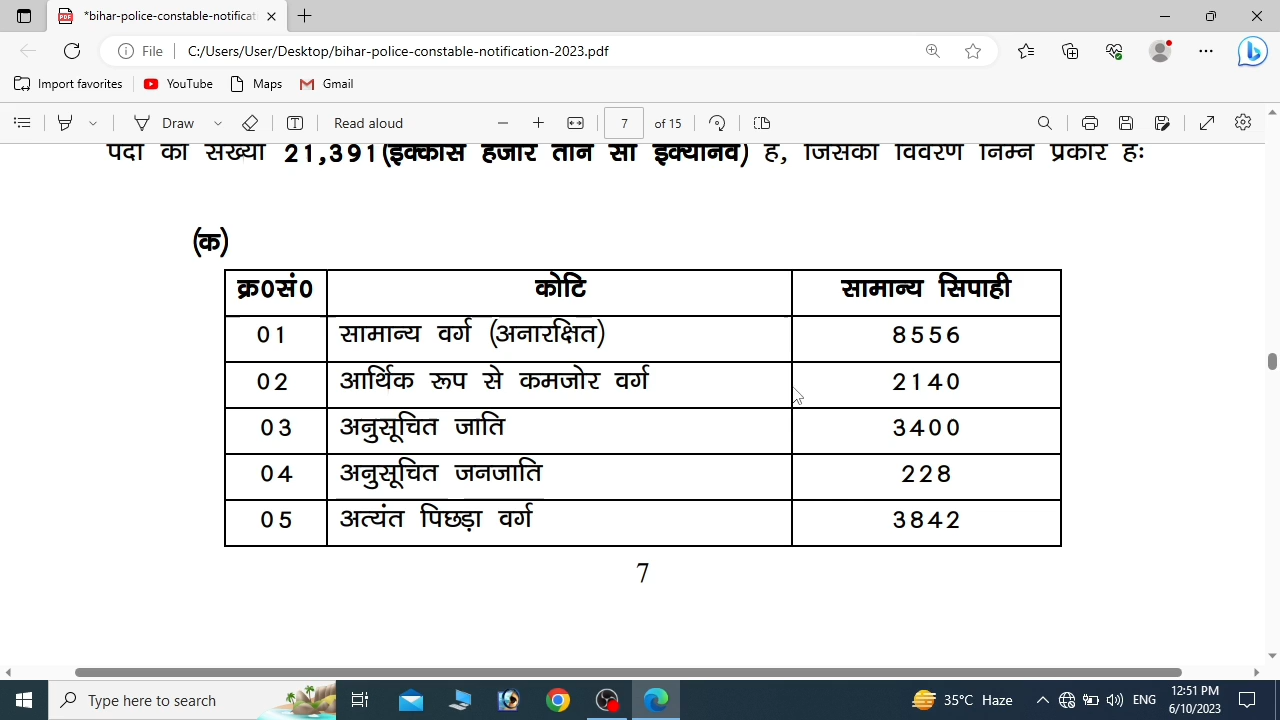 *bihar-police-constable-notificat
File C:/Users/User/Desktop/bihar-police-constable-notification-2023.pdf
Import favorites YouTube Maps Gmail
Draw Read aloud 7 of 15
पदों की संख्या 21,391(इक्कीस हजार तीन सौ इक्यानवे) है, जिसका विवरण निम्न प्रकार है:
(क)
क्र0सं0 कोटि सामान्य सिपाही
01 सामान्य वर्ग (अनारक्षित) 8556
02 आर्थिक रूप से कमजोर वर्ग 2140
03 अनुसूचित जाति 3400
04 अनुसूचित जनजाति 228
05 अत्यंत पिछड़ा वर्ग 3842
7
Type here to search 35°C Haze ENG 12:51 PM
6/10/2023